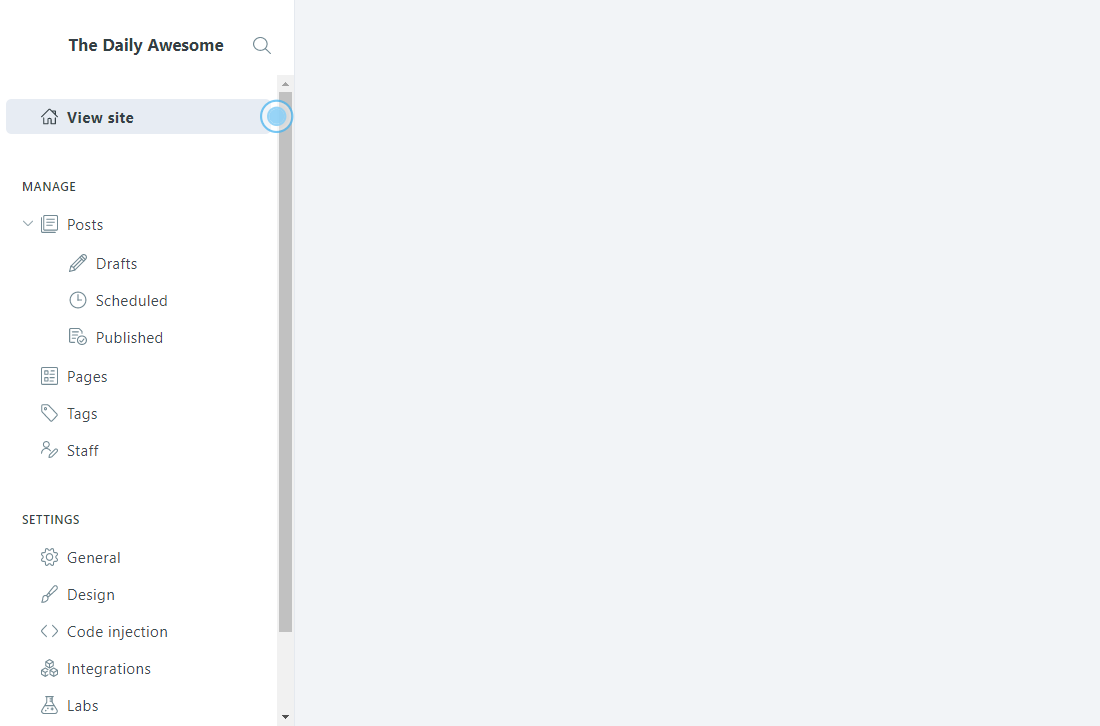 The Daily Awesome
View site
MANAGE
Posts
Drafts
Scheduled
Published
Pages
Tags
Staff
SETTINGS
General
Design
Code injection
Integrations
Labs